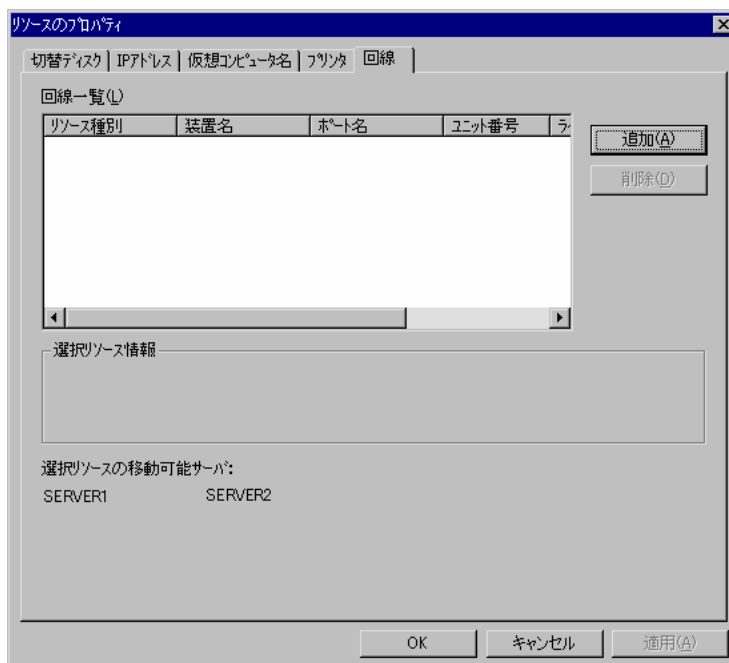 リソースのプロパティ
切替ディスク IPアドレス 仮想コンピュータ名 プリンタ 回線
回線一覧(L)
リソース種別 装置名 ポート名 ユニット番号 ラ
追加(A)
削除(D)
選択リソース情報
選択リソースの移動可能サーバ:
SERVER1 SERVER2
OK キャンセル 適用(A)